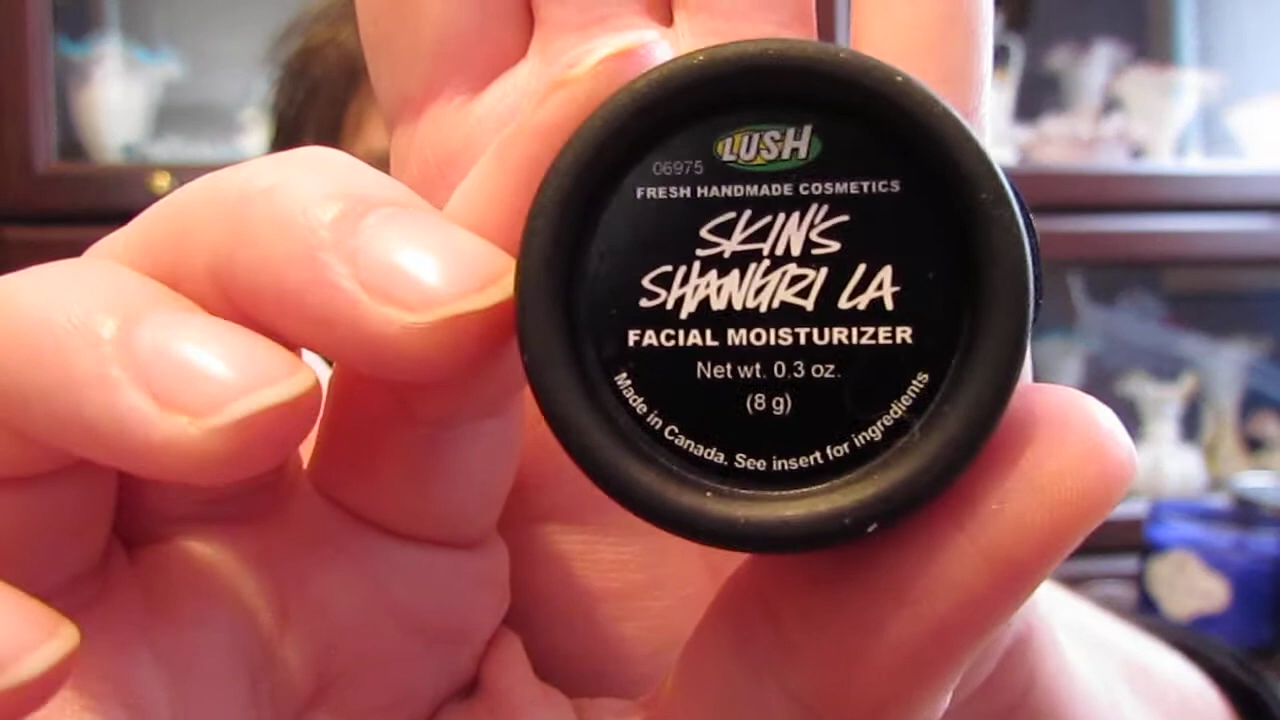 LUSH
06975
FRESH HANDMADE COSMETICS
SKIN'S
SHANGRI LA
FACIAL MOISTURIZER
Net wt. 0.3 oz.
(8 g)
Made in Canada. See insert for ingredients